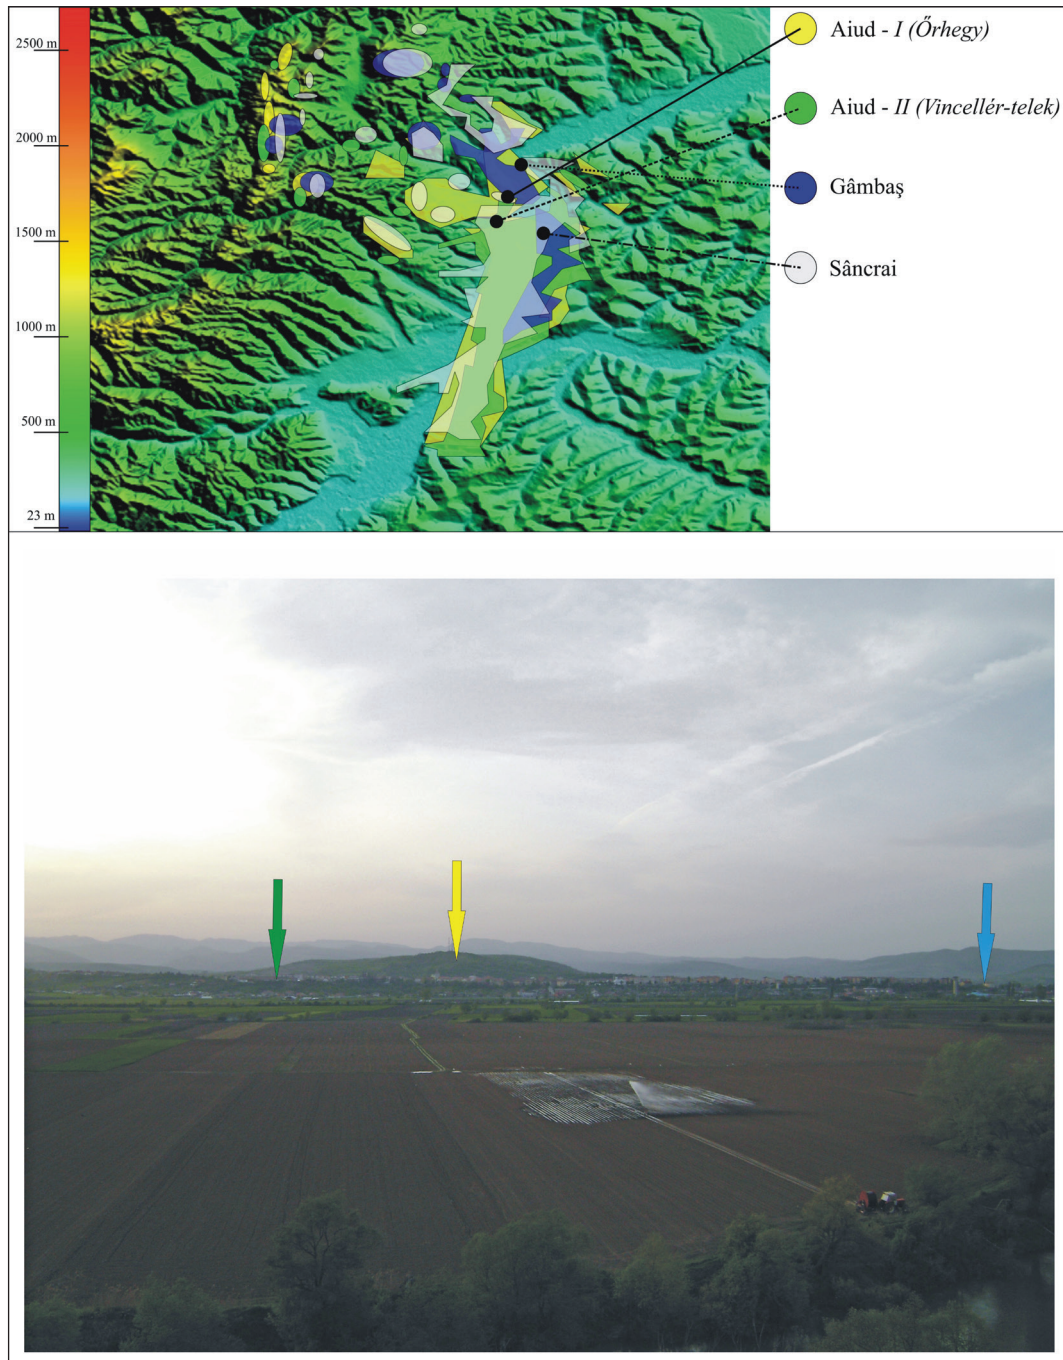 2500 m
2000 m
1500 m
1000 m
500 m
23 m
Aiud - I (Őrhegy)
Aiud - II (Vincellér-telek)
Gâmbaş
Sâncrai